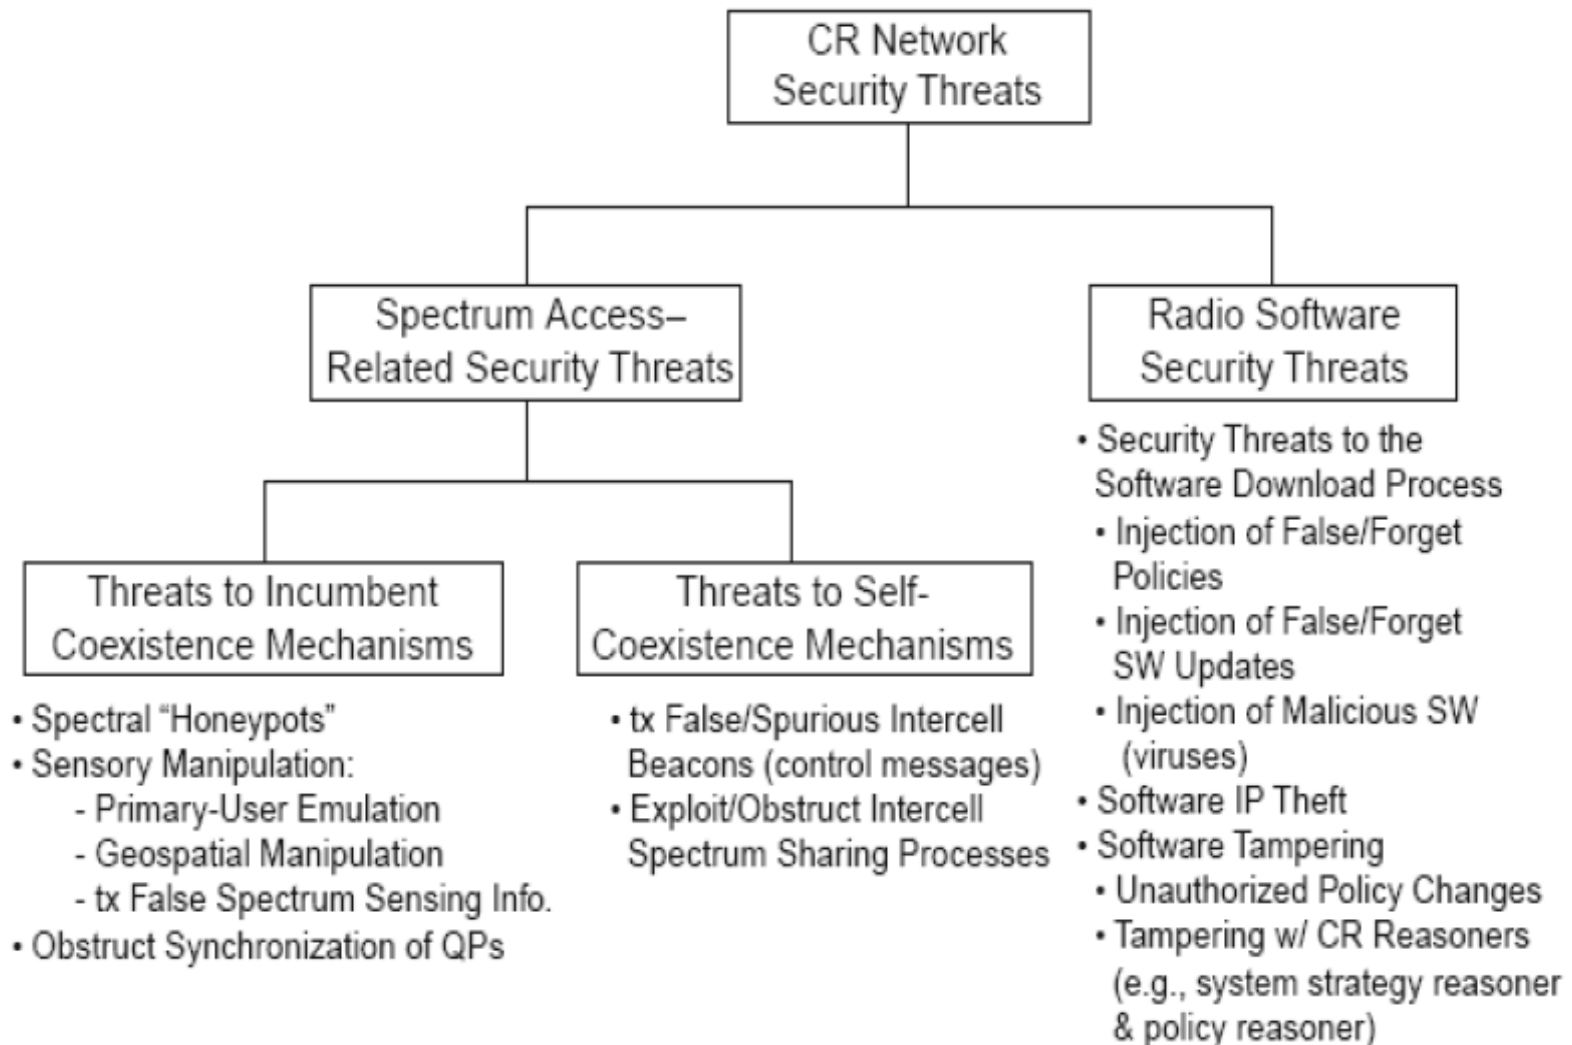 CR Network
Security Threats
Spectrum Access–
Related Security Threats
Radio Software
Security Threats
Threats to Incumbent
Coexistence Mechanisms
Threats to Self-
Coexistence Mechanisms
• Spectral “Honeypots”
• Sensory Manipulation:
- Primary-User Emulation
- Geospatial Manipulation
- tx False Spectrum Sensing Info.
• Obstruct Synchronization of QPs
• tx False/Spurious Intercell
Beacons (control messages)
• Exploit/Obstruct Intercell
Spectrum Sharing Processes
• Security Threats to the
Software Download Process
• Injection of False/Forget
Policies
• Injection of False/Forget
SW Updates
• Injection of Malicious SW
(viruses)
• Software IP Theft
• Software Tampering
• Unauthorized Policy Changes
• Tampering w/ CR Reasoners
(e.g., system strategy reasoner
& policy reasoner)